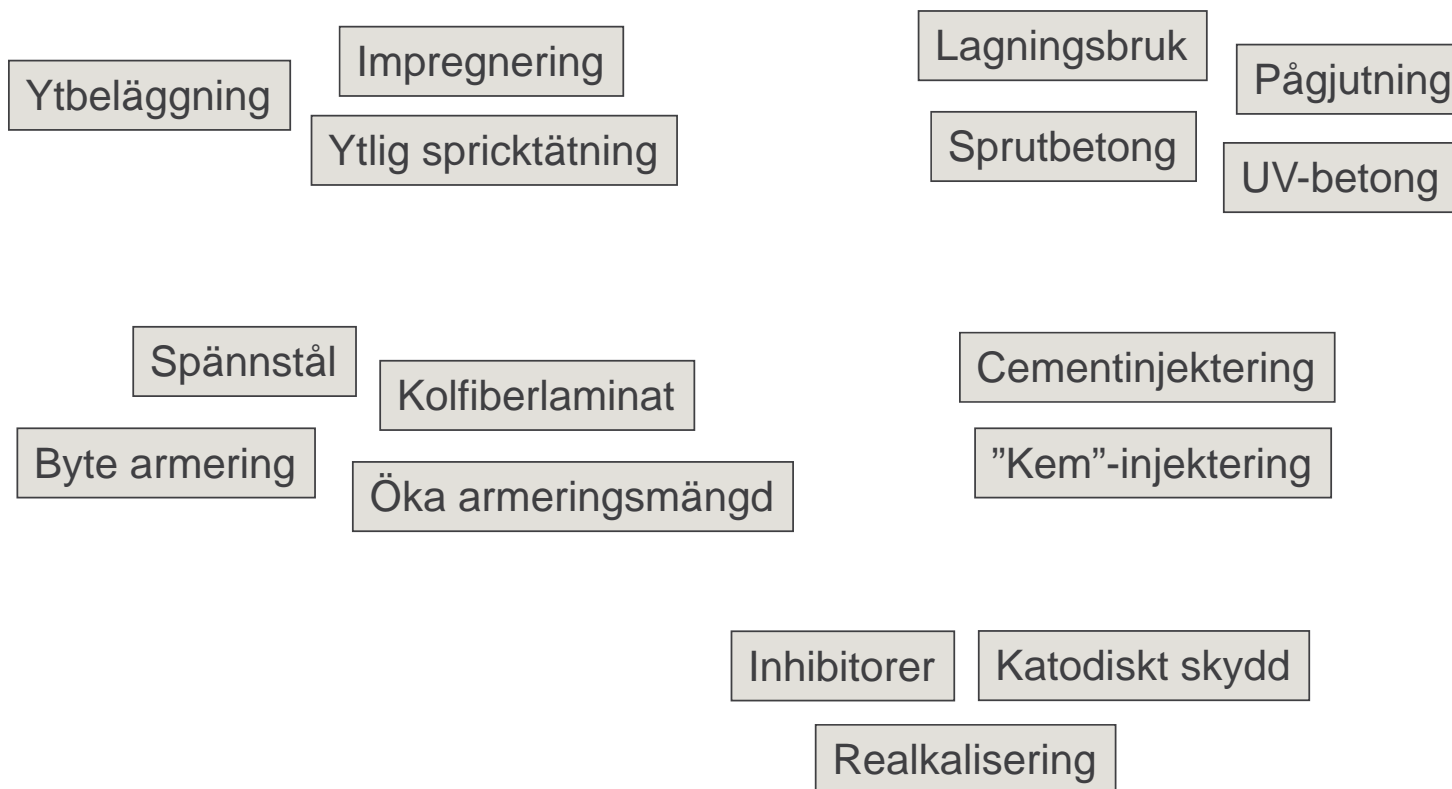 Ytbeläggning
Impregnering
Ytlig spricktätning
Lagningsbruk
Pågjutning
Sprutbetong
UV-betong
Spännstål
Kolfiberlaminat
Byte armering
Öka armeringsmängd
Cementinjektering
”Kem”-injektering
Inhibitorer
Katodiskt skydd
Realkalisering